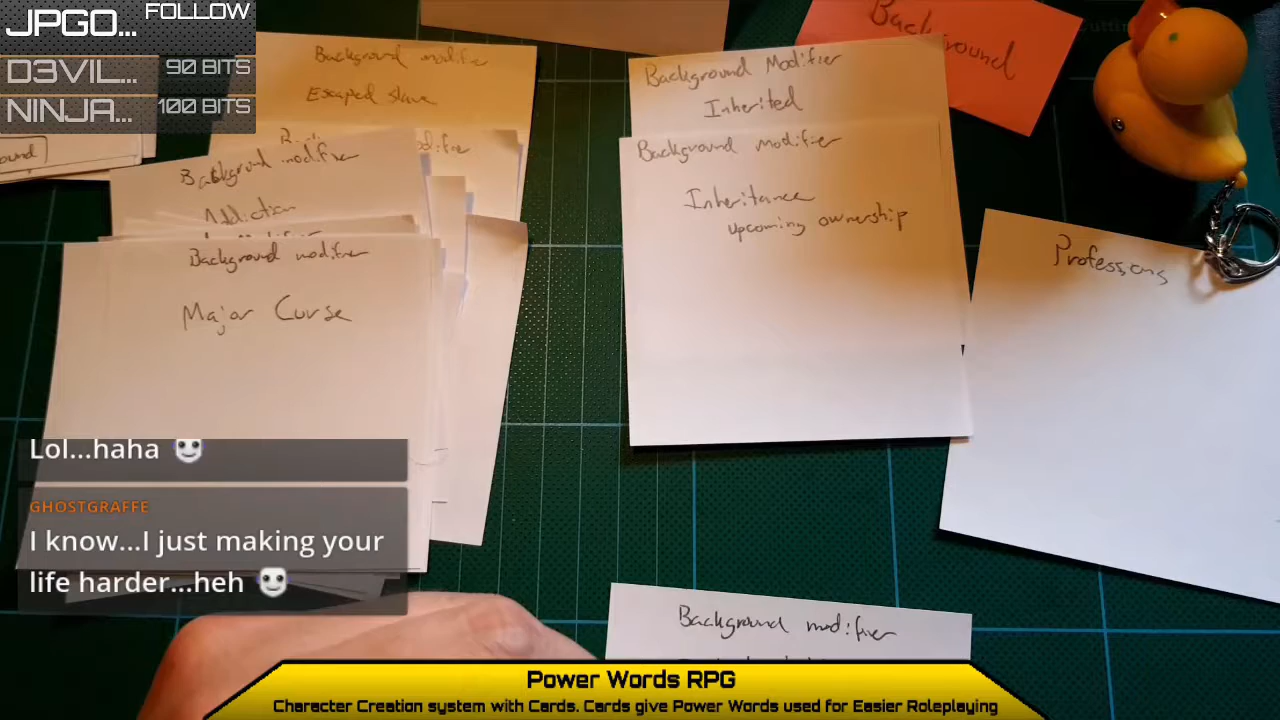 JPGO...
FOLLOW
D3VIL...
90 BITS
NINJA...
100 BITS
Background modifier
Escaped slave
Background modifier
Addiction
Background modifier
Major Curse
Background Modifier
Inherited
Background modifier
Inheritance
upcoming ownership
Background
Professions
Background modifier
Lol...haha
GHOSTGRAFFE
I know...I just making your
life harder...heh
Power Words RPG
Character Creation system with Cards. Cards give Power Words used for Easier Roleplaying